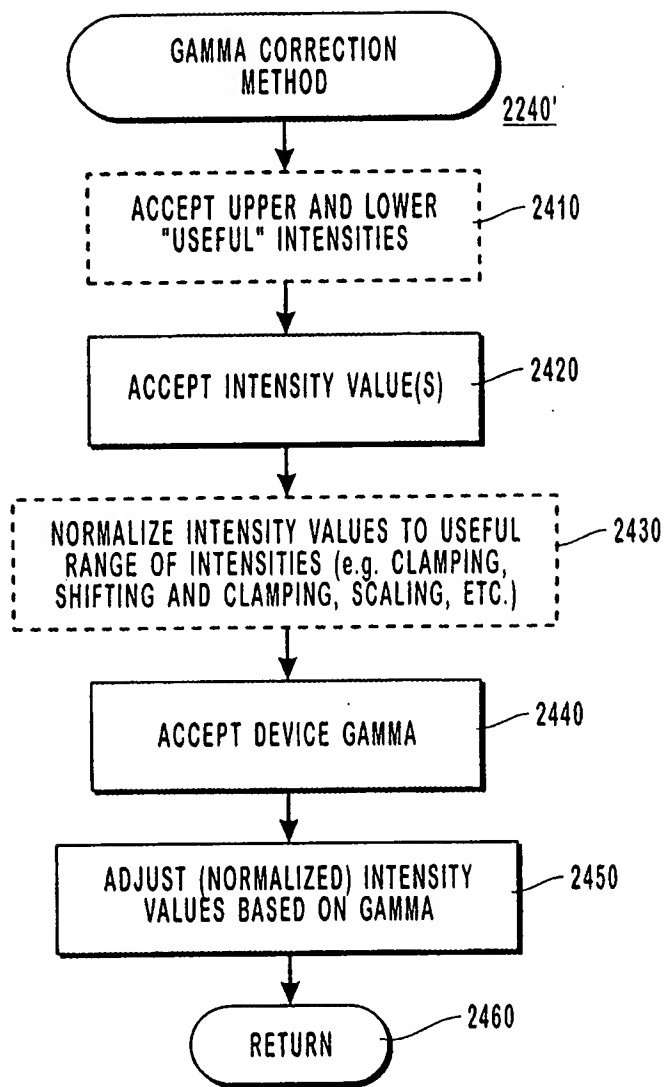 GAMMA CORRECTION
METHOD
2240'
ACCEPT UPPER AND LOWER
"USEFUL" INTENSITIES
2410
ACCEPT INTENSITY VALUE(S)
2420
NORMALIZE INTENSITY VALUES TO USEFUL
RANGE OF INTENSITIES (e.g. CLAMPING,
SHIFTING AND CLAMPING, SCALING, ETC.)
2430
ACCEPT DEVICE GAMMA
2440
ADJUST (NORMALIZED) INTENSITY
VALUES BASED ON GAMMA
2450
RETURN
2460